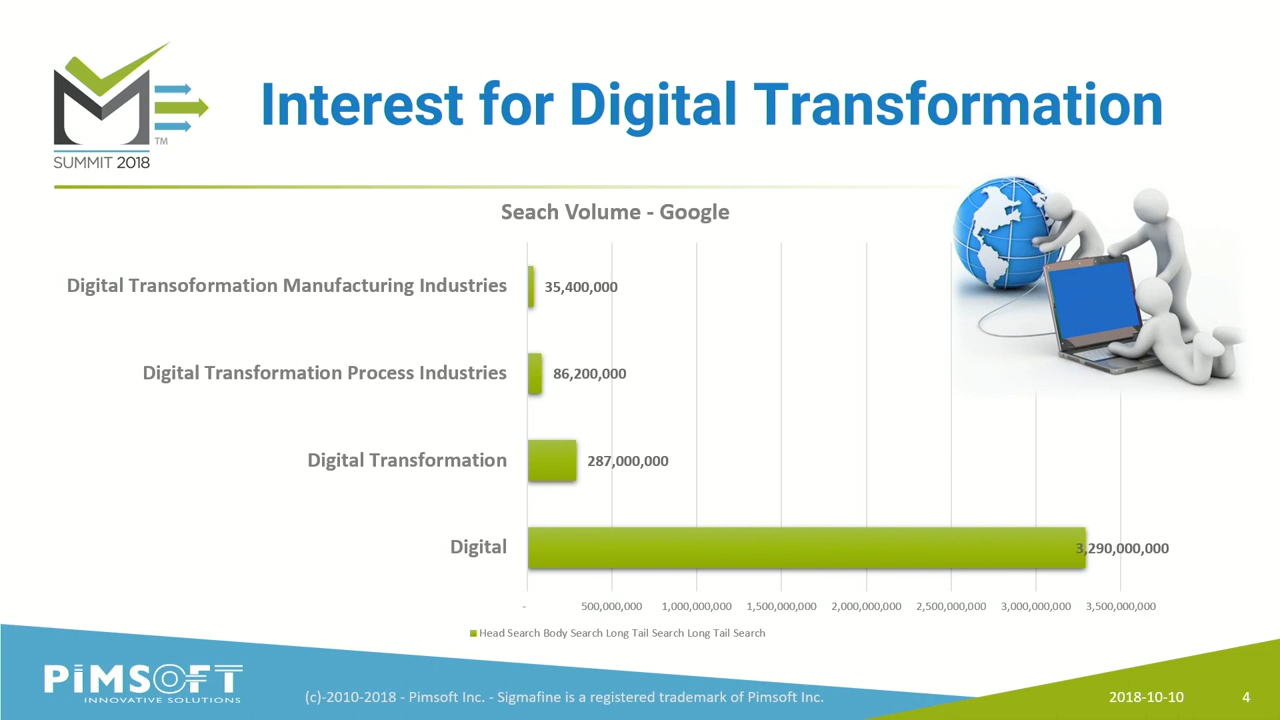 Interest for Digital Transformation
TM
SUMMIT 2018
Seach Volume - Google
Digital Transoformation Manufacturing Industries
35,400,000
Digital Transformation Process Industries
86,200,000
Digital Transformation
287,000,000
Digital
3,290,000,000
- 500,000,000 1,000,000,000 1,500,000,000 2,000,000,000 2,500,000,000 3,000,000,000 3,500,000,000
Head Search Body Search Long Tail Search Long Tail Search
PiMSOFT
INNOVATIVE SOLUTIONS
(c)-2010-2018 - Pimsoft Inc. - Sigmafine is a registered trademark of Pimsoft Inc.
2018-10-10
4